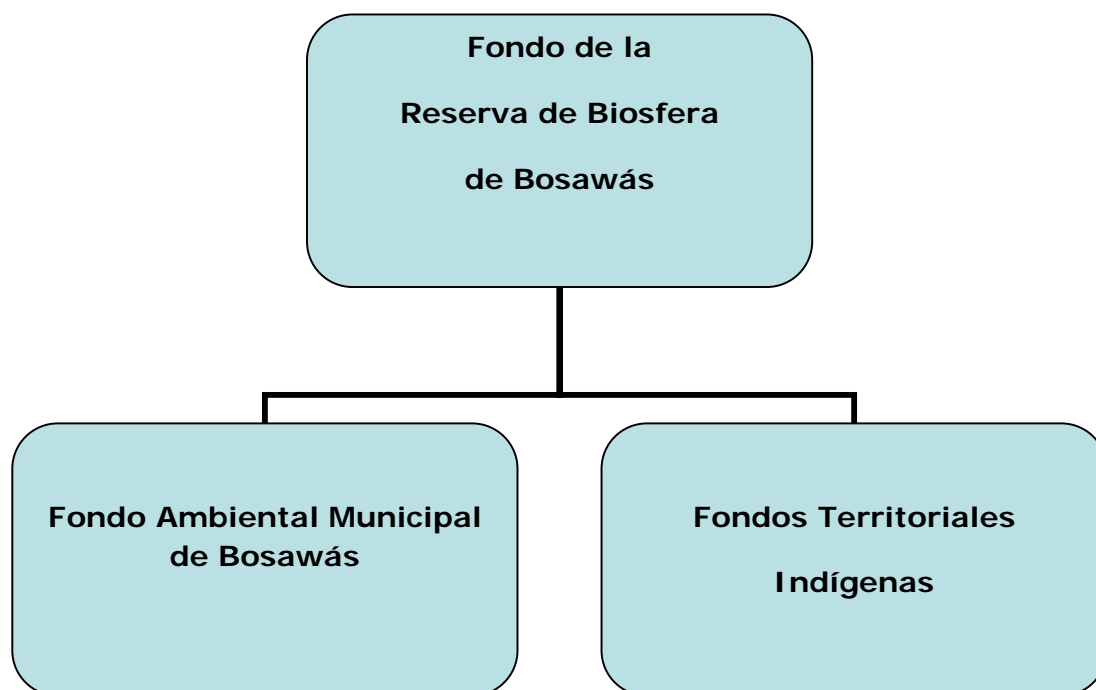 Fondo de la
Reserva de Biosfera
de Bosawás
Fondo Ambiental Municipal
de Bosawás
Fondos Territoriales
Indígenas